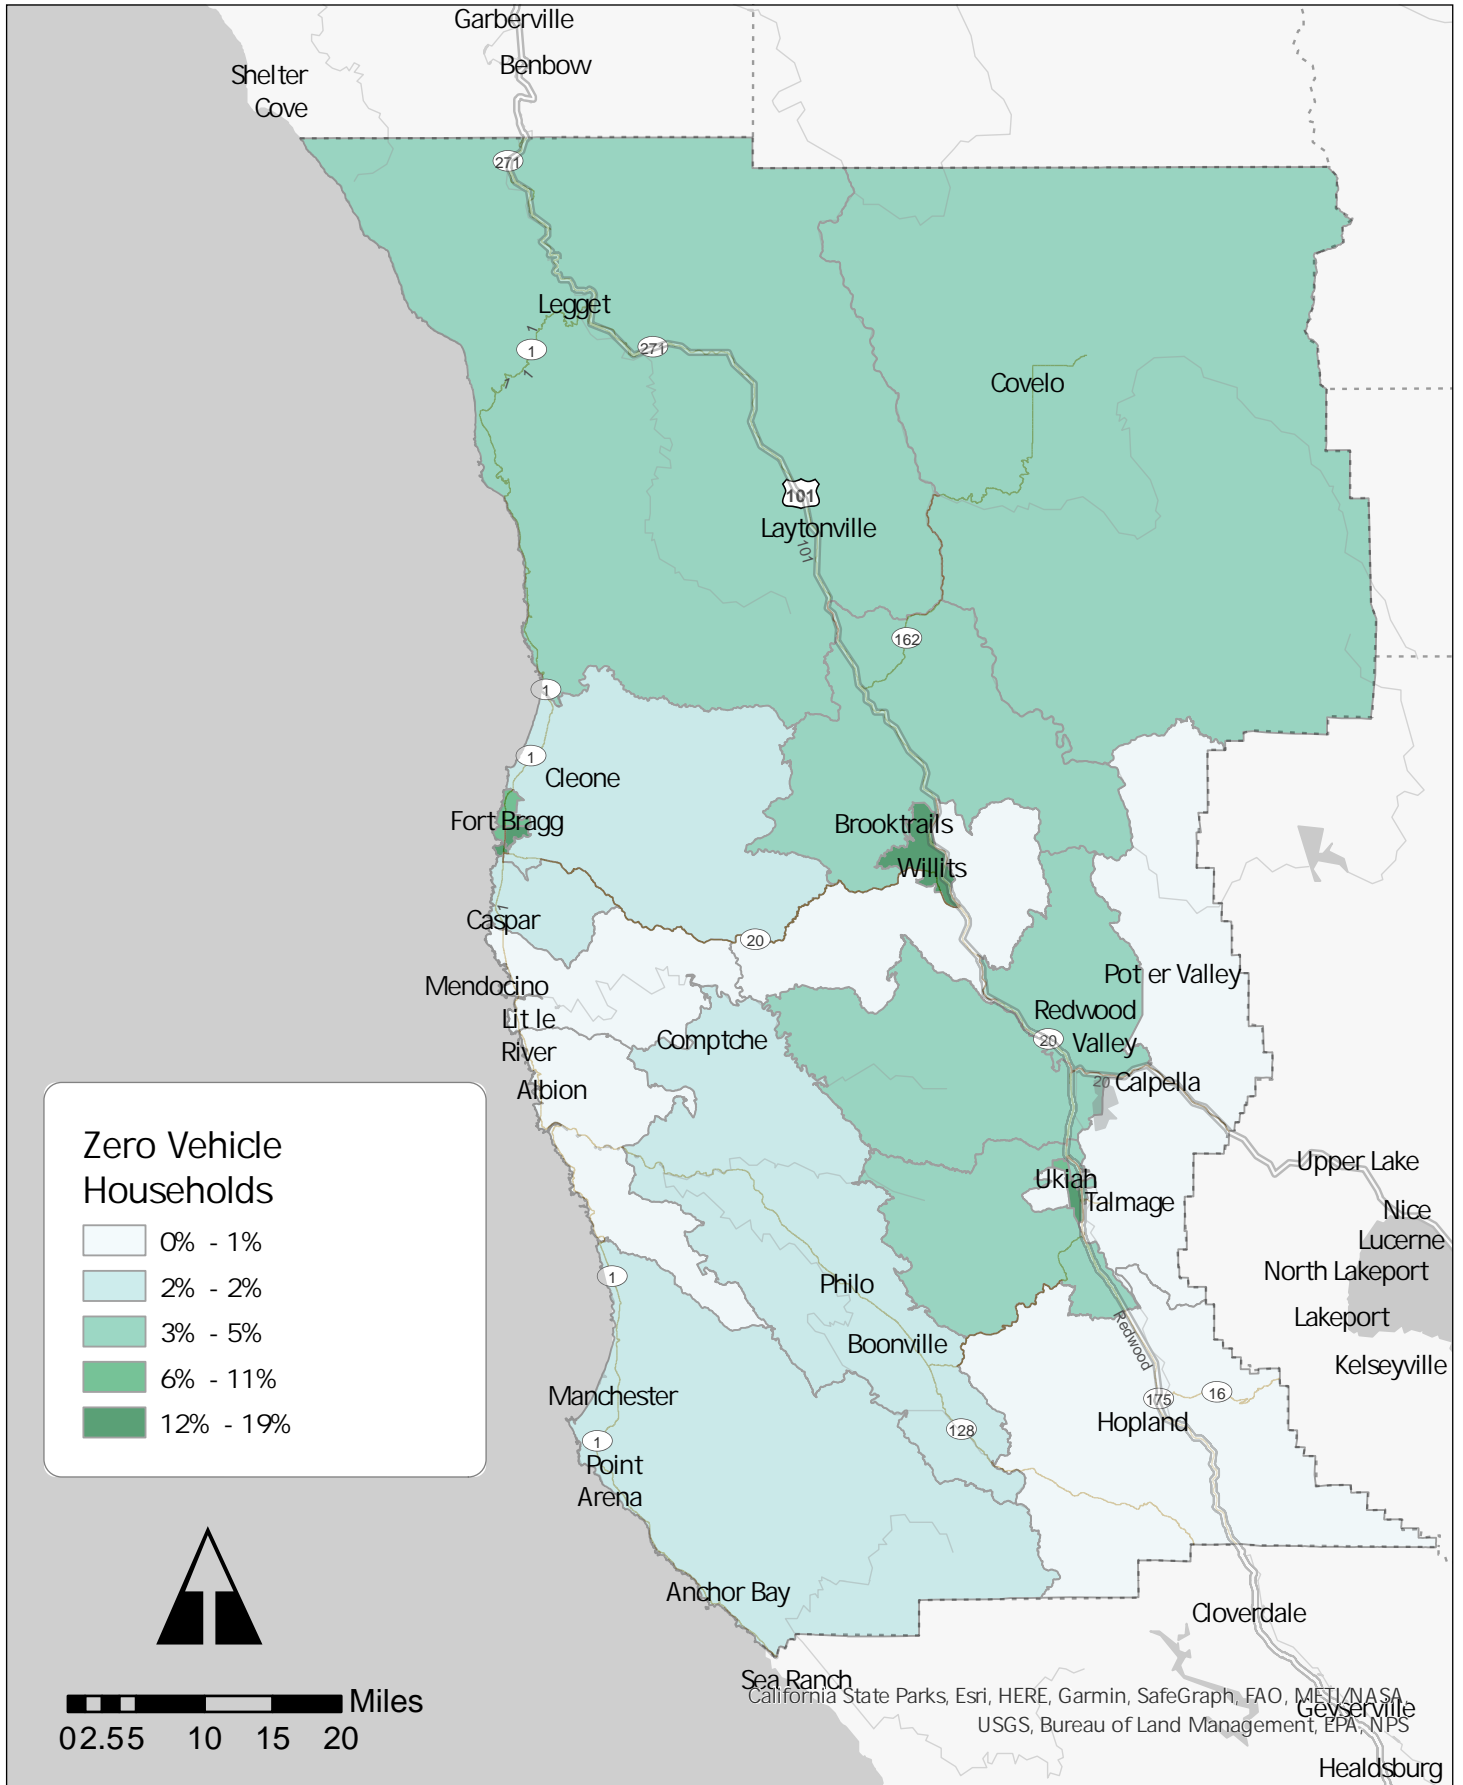 Garberville
Benbow
Shelter
Cove
271
Legget
1
1
1
271
1
Covelo
101
Laytonville
101
162
1
1
Cleone
Fort Bragg
Brooktrails
Willits
1
Caspar
20
Mendocino
Lit le
River
Pot er Valley
Redwood
Valley
20
Comptche
20
Calpella
Albion
Upper Lake
Ukiah
Talmage
Nice
Lucerne
North Lakeport
Lakeport
Kelseyville
Philo
1
Redwood
Boonville
Manchester
175
16
Hopland
128
1
Point
Arena
Anchor Bay
Cloverdale
Sea Ranch
Geyserville
Healdsburg
Zero Vehicle
Households
0% - 1%
2% - 2%
3% - 5%
6% - 11%
12% - 19%
Miles
0 2.5 5 10 15 20
California State Parks, Esri, HERE, Garmin, SafeGraph, FAO, METI/NASA,
USGS, Bureau of Land Management, EPA, NPS